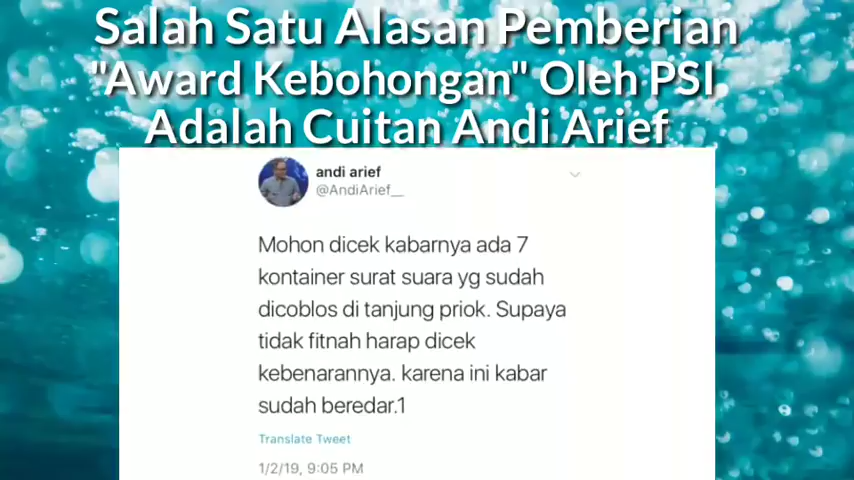 Salah Satu Alasan Pemberian
"Award Kebohongan" Oleh PSI
Adalah Cuitan Andi Arief
andi arief
@AndiArief__
Mohon dicek kabarnya ada 7
kontainer surat suara yg sudah
dicoblos di tanjung priok. Supaya
tidak fitnah harap dicek
kebenarannya. karena ini kabar
sudah beredar.1
Translate Tweet
1/2/19, 9:05 PM